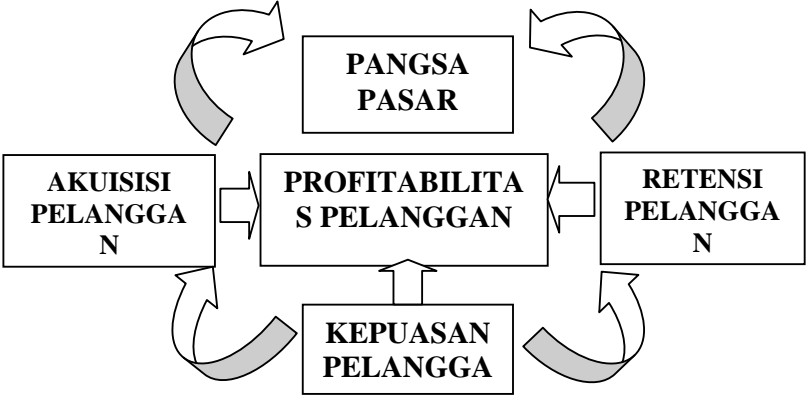 PANGSA
PASAR
AKUISISI
PELANGGA
N
PROFITABILITA
S PELANGGAN
RETENSI
PELANGGA
N
KEPUASAN
PELANGGA